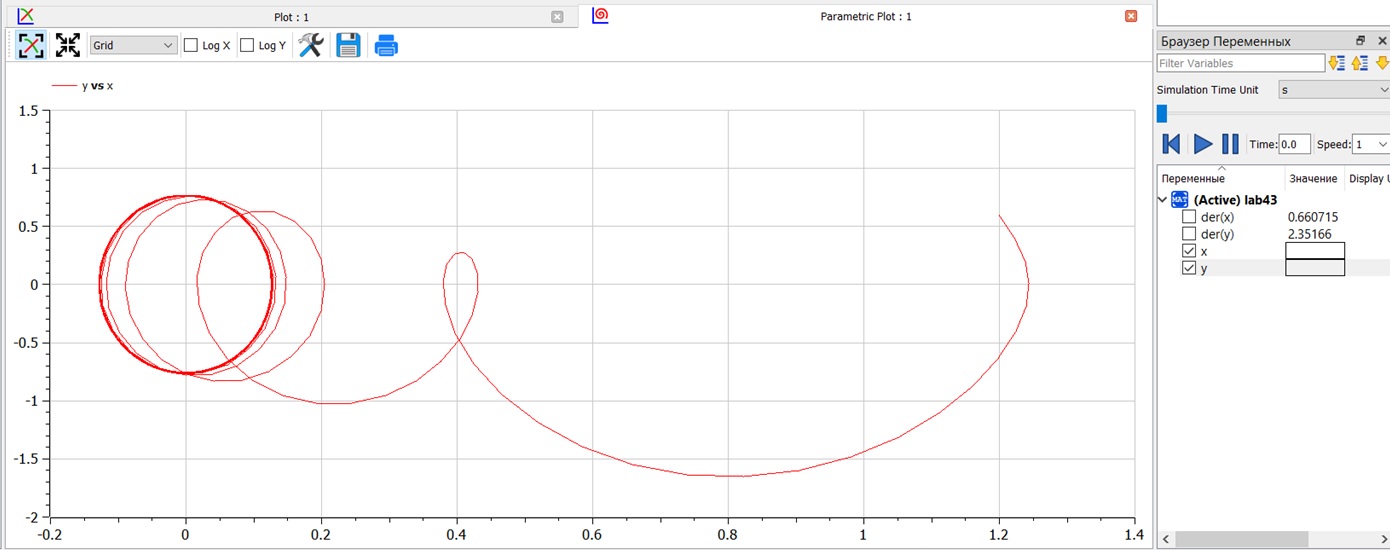 Plot : 1
Parametric Plot : 1
Grid
Log X
Log Y
y vs x
1.5
1
0.5
0
-0.5
-1
-1.5
-2
-0.2
0
0.2
0.4
0.6
0.8
1
1.2
1.4
Браузер Переменных
Filter Variables
Simulation Time Unit s
Time: 0.0 Speed: 1
Переменные Значение Display U
MAT (Active) lab43
der(x) 0.660715
der(y) 2.35166
x
y